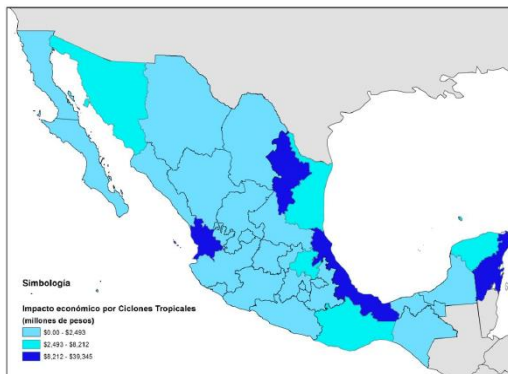 Simbología
Impacto económico por Ciclones Tropicales
(millones de pesos)
$0.00 - $2,493
$2,493 - $8,212
$8,212 - $39,345